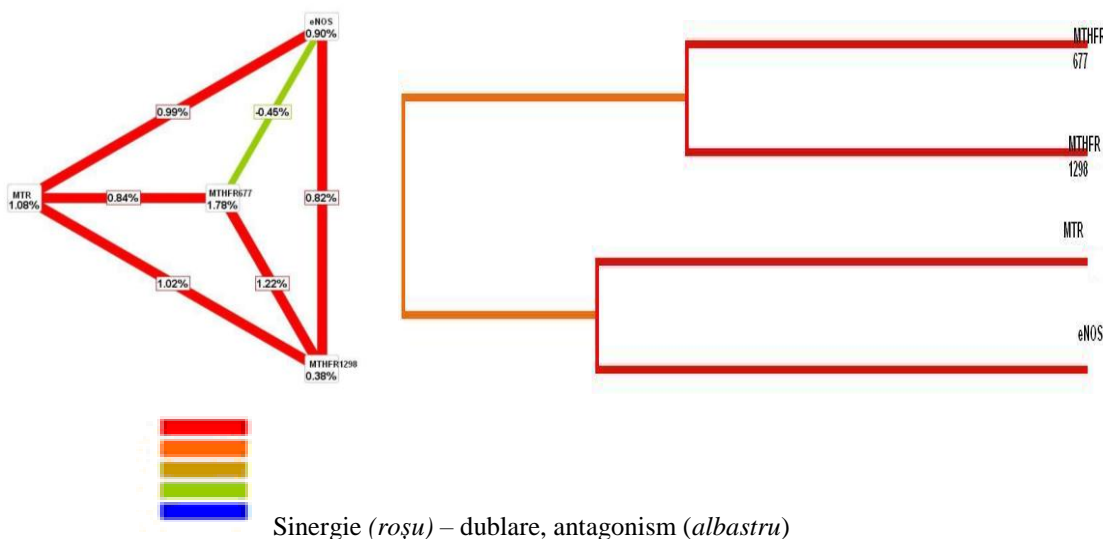 eNOS
0.90%
0.99%
-0.45%
MTR
1.08%
0.84%
MTHFR677
1.78%
0.82%
1.02%
1.22%
MTHFR1298
0.38%
MTHFR
677
MTHFR
1298
MTR
eNOS
Sinergie (roșu) – dublare, antagonism (albastru)